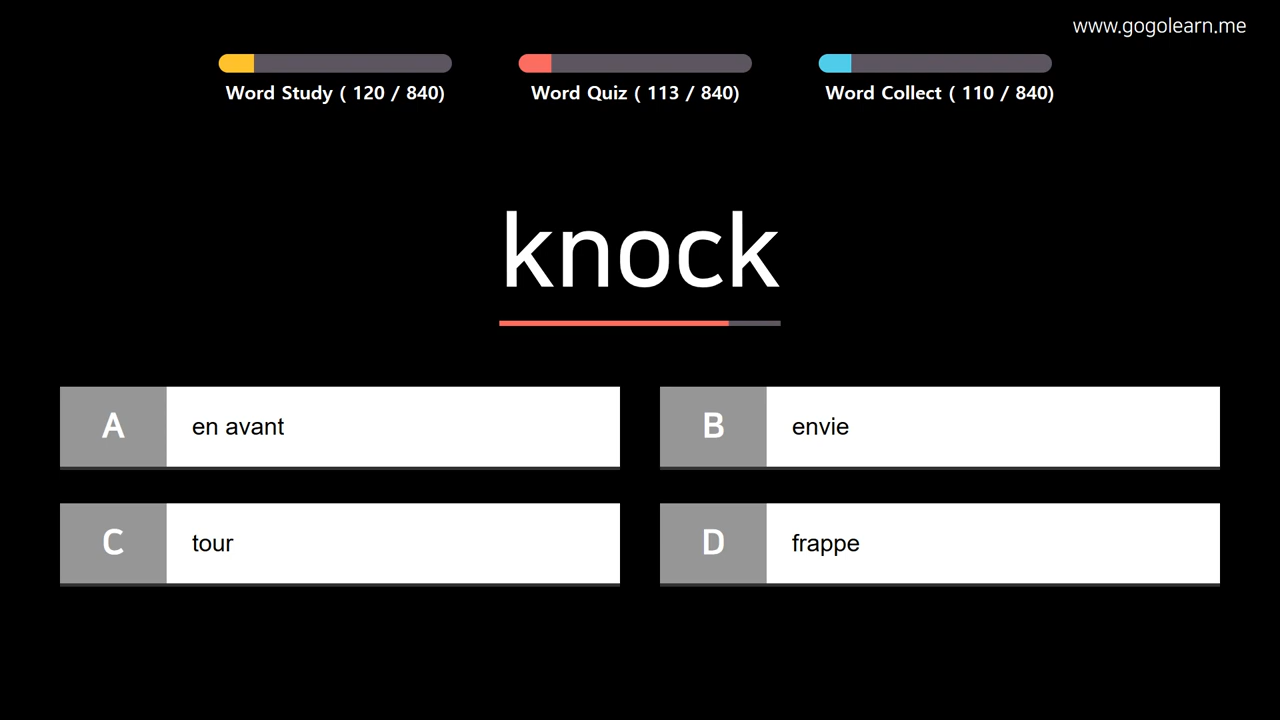 www.gogolearn.me
Word Study ( 120 / 840)
Word Quiz ( 113 / 840)
Word Collect ( 110 / 840)
knock
A en avant
B envie
C tour
D frappe